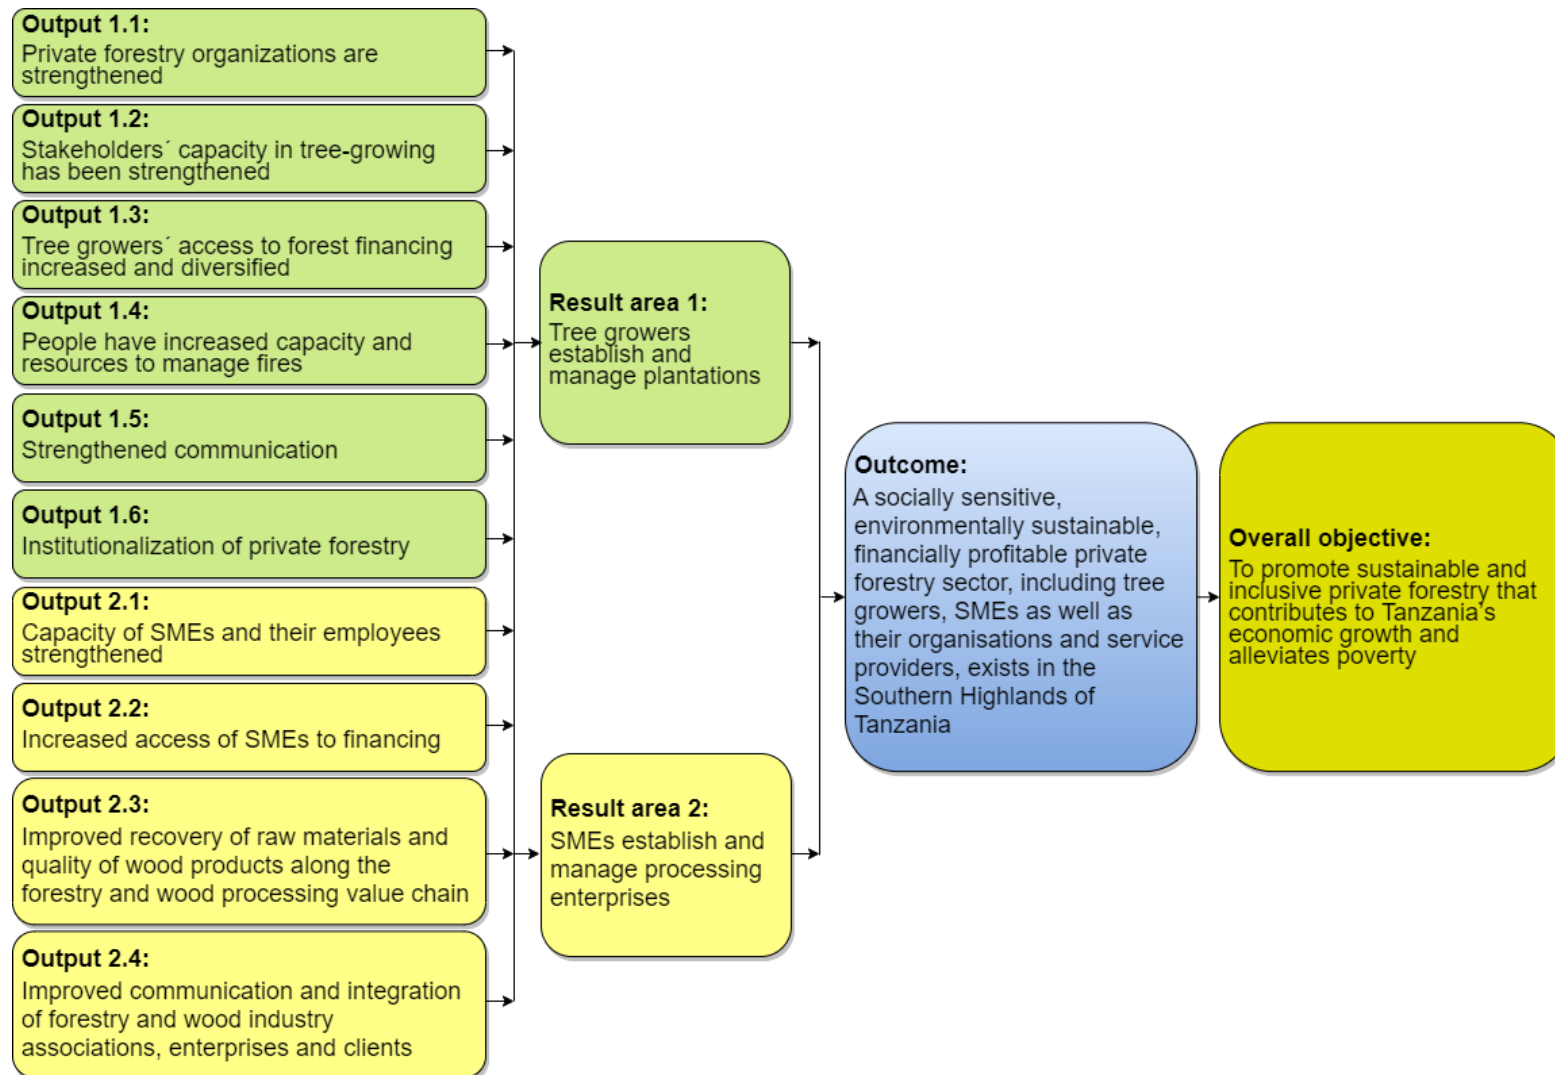 Output 1.1:
Private forestry organizations are
strengthened
Output 1.2:
Stakeholders´ capacity in tree-growing
has been strengthened
Output 1.3:
Tree growers´ access to forest financing
increased and diversified
Output 1.4:
People have increased capacity and
resources to manage fires
Output 1.5:
Strengthened communication
Output 1.6:
Institutionalization of private forestry
Output 2.1:
Capacity of SMEs and their employees
strengthened
Output 2.2:
Increased access of SMEs to financing
Output 2.3:
Improved recovery of raw materials and
quality of wood products along the
forestry and wood processing value chain
Output 2.4:
Improved communication and integration
of forestry and wood industry
associations, enterprises and clients
Result area 1:
Tree growers
establish and
manage plantations
Result area 2:
SMEs establish and
manage processing
enterprises
Outcome:
A socially sensitive,
environmentally sustainable,
financially profitable private
forestry sector, including tree
growers, SMEs as well as
their organisations and service
providers, exists in the
Southern Highlands of
Tanzania
Overall objective:
To promote sustainable and
inclusive private forestry that
contributes to Tanzania's
economic growth and
alleviates poverty